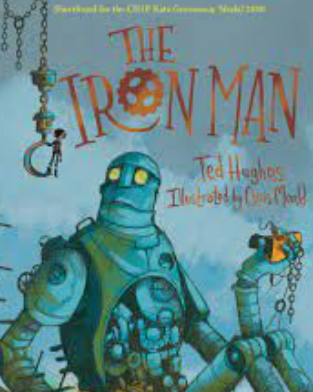 Shortlisted for the CILIP Kate Greenaway Medal 2020
THE
IRON MAN
Ted Hughes
Illustrated by Chris Mould